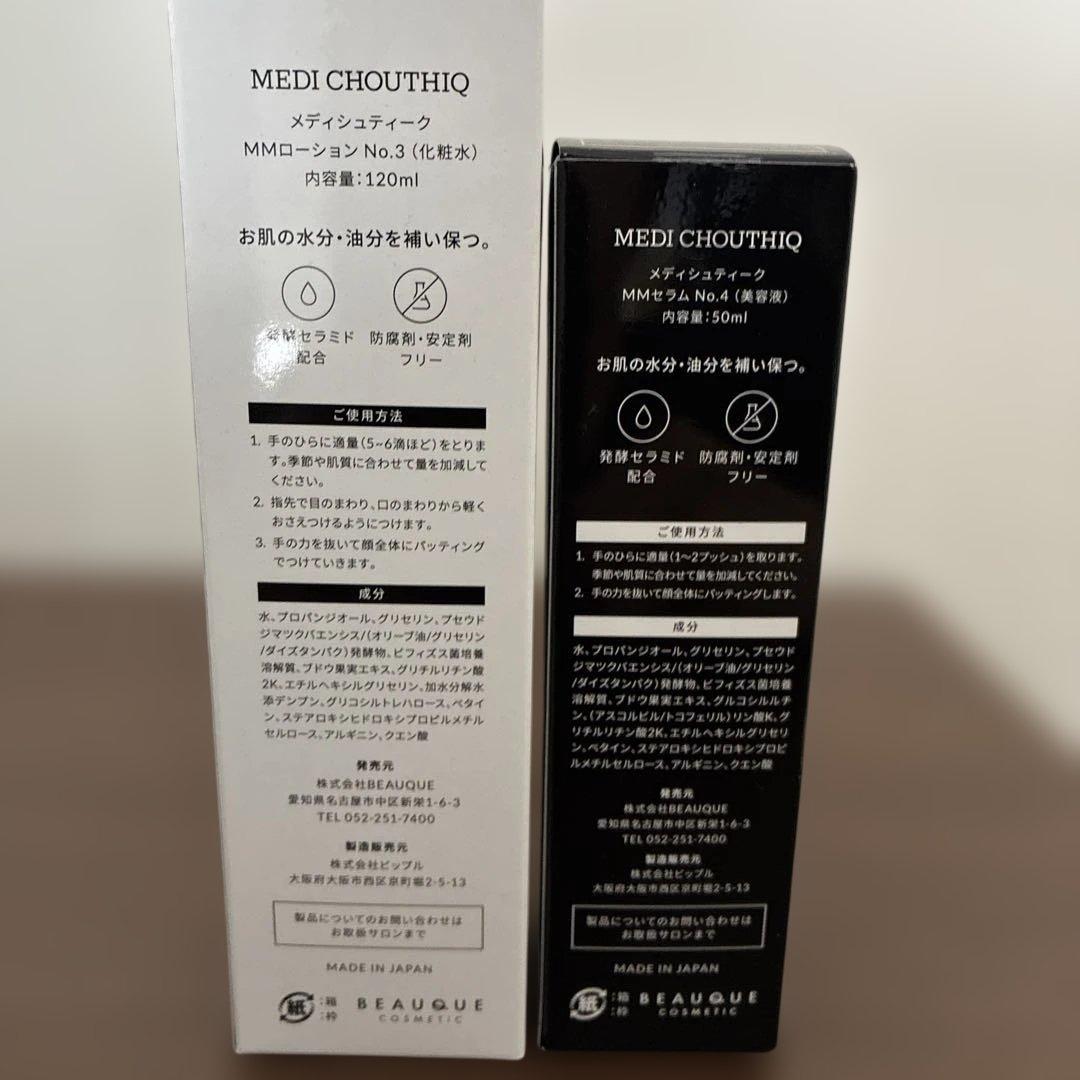 MEDI CHOUTHIQ
メディシュティーク
MMローション No.3（化粧水）
内容量：120ml
お肌の水分・油分を補い保つ。
発酵セラミド
配合
防腐剤・安定剤
フリー
ご使用方法
1. 手のひらに適量（5~6滴ほど）をとりま
す。季節や肌質に合わせて量を加減して
ください。
2. 指先で目のまわり、口のまわりから軽く
おさえつけるようにつけます。
3. 手の力を抜いて顔全体にパッティング
でつけていきます。
成分
水、プロパンジオール、グリセリン、プセウド
ジマツクバエンシス/（オリーブ油/グリセリン
/ダイズタンパク）発酵物、ビフィズス菌培養
溶解質、ブドウ果実エキス、グリチルリチン酸
2K、エチルヘキシルグリセリン、加水分解水
添デンプン、グリコシルトレハロース、ベタイ
ン、ステアロキシヒドロキシプロピルメチル
セルロース、アルギニン、クエン酸
発売元
株式会社BEAUQUE
愛知県名古屋市中区新栄1-6-3
TEL 052-251-7400
製造販売元
株式会社ピップル
大阪府大阪市西区京町堀2-5-13
製品についてのお問い合わせは
お取扱サロンまで
MADE IN JAPAN
紙
：箱
：枠
BEAUQUE
COSMETIC
MEDI CHOUTHIQ
メディシュティーク
MMセラム No.4（美容液）
内容量：50ml
お肌の水分・油分を補い保つ。
発酵セラミド
配合
防腐剤・安定剤
フリー
ご使用方法
1. 手のひらに適量（1〜2プッシュ）を取ります。
季節や肌質に合わせて量を加減してください。
2. 手の力を抜いて顔全体にパッティングします。
成分
水、プロパンジオール、グリセリン、プセウド
ジマツクバエンシス/（オリーブ油/グリセリン
/ダイズタンパク）発酵物、ビフィズス菌培養
溶解質、ブドウ果実エキス、グルコシルルチ
ン、（アスコルビル/トコフェリル）リン酸K、グ
リチルリチン酸2K、エチルヘキシルグリセリ
ン、ベタイン、ステアロキシヒドロキシプロピ
ルメチルセルロース、アルギニン、クエン酸
発売元
株式会社BEAUQUE
愛知県名古屋市中区新栄1-6-3
TEL 052-251-7400
製造販売元
株式会社ピップル
大阪府大阪市西区京町堀2-5-13
製品についてのお問い合わせは
お取扱サロンまで
MADE IN JAPAN
紙
：箱
：枠
BEAUQUE
COSMETIC